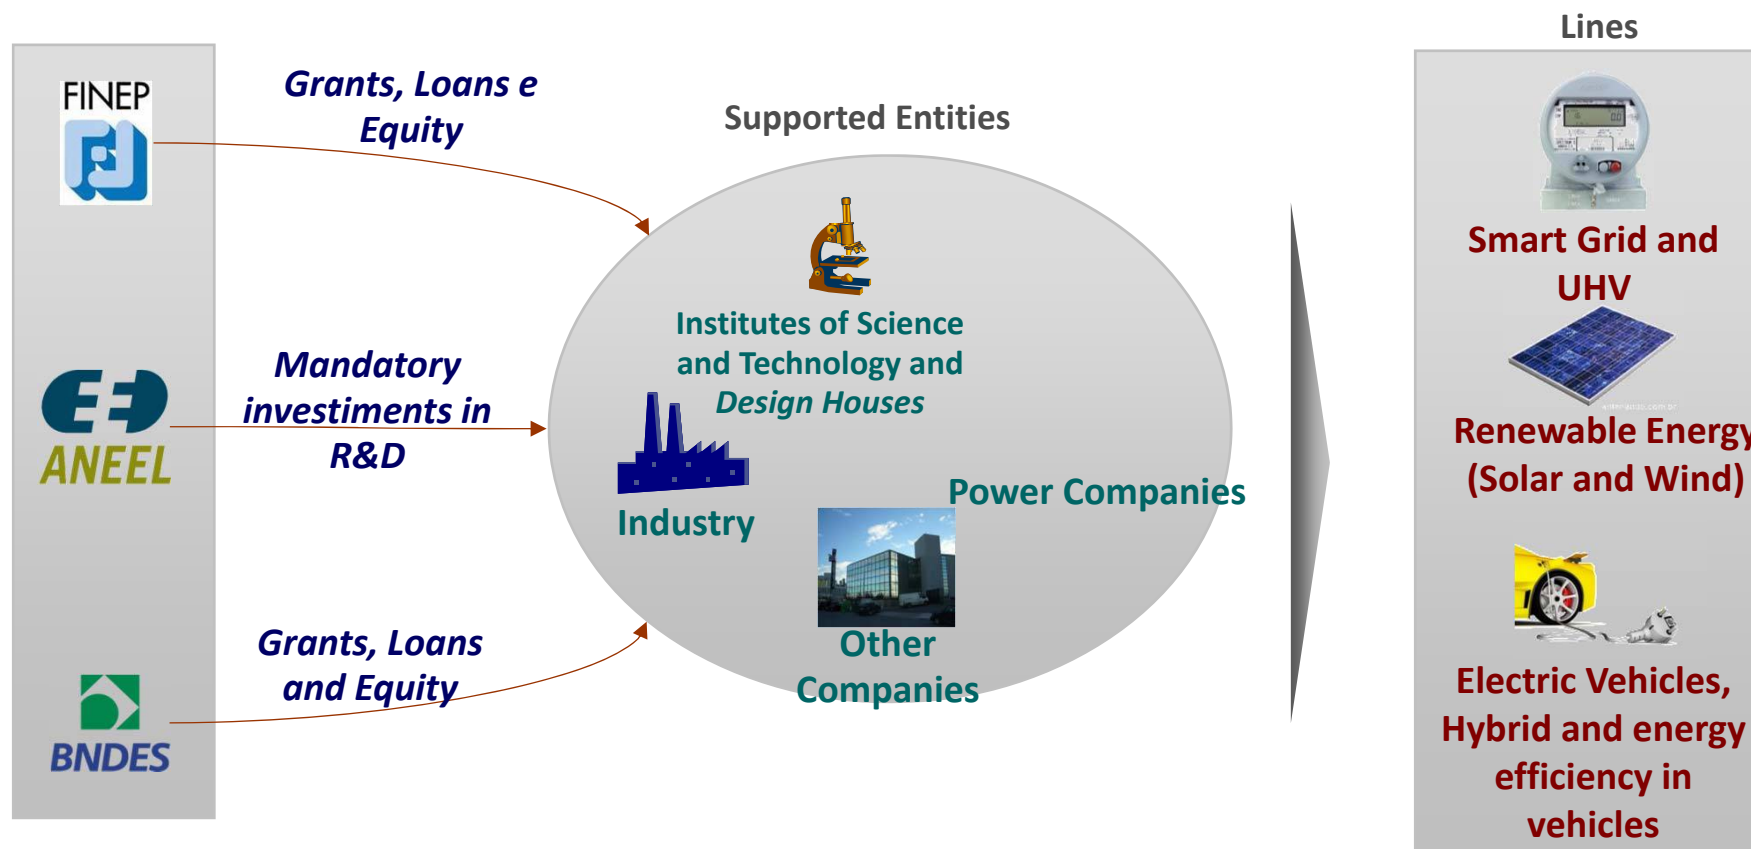 Lines
FINEP
Grants, Loans e
Equity
Supported Entities
Smart Grid and
UHV
Institutes of Science
and Technology and
Design Houses
Mandatory
investiments in
R&D
ANEEL
Renewable Energy
(Solar and Wind)
Power Companies
Industry
Grants, Loans
and Equity
Other
Companies
BNDES
Electric Vehicles,
Hybrid and energy
efficiency in
vehicles